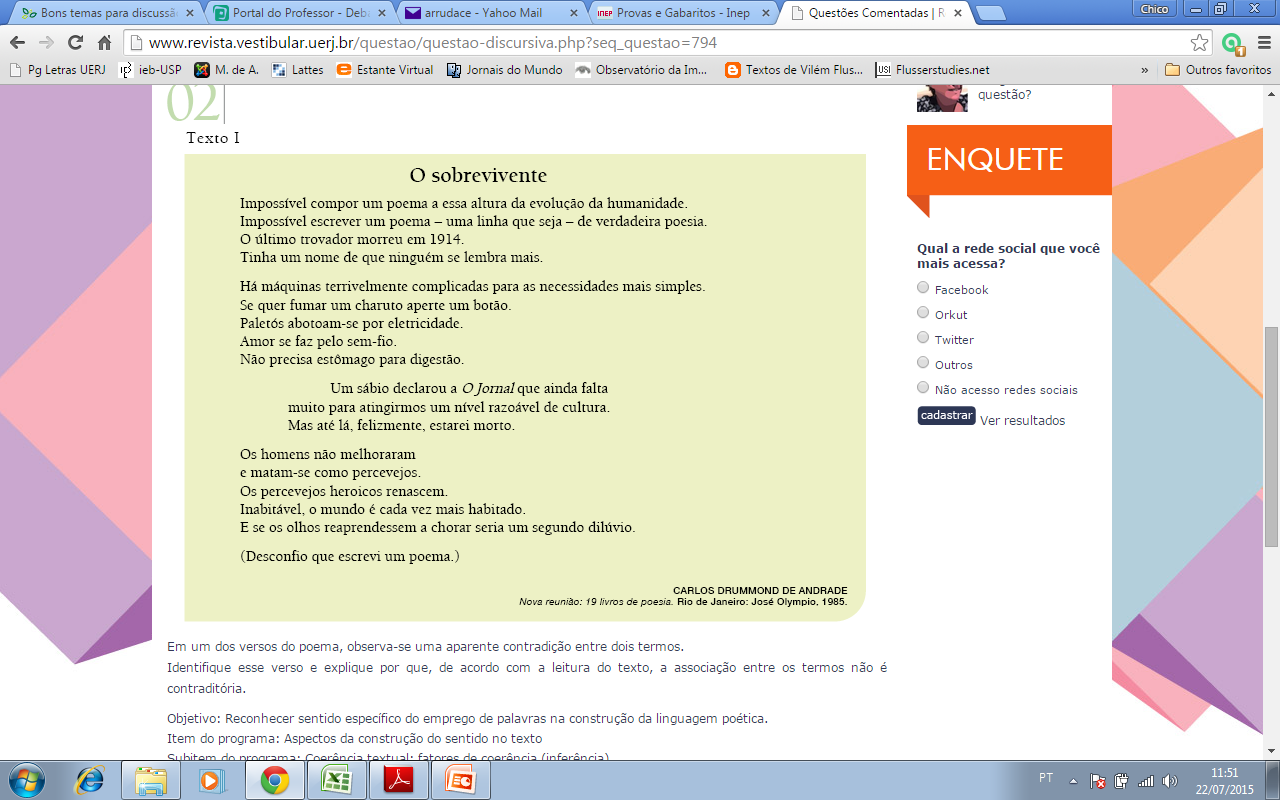 Bons temas para discussã
Portal do Professor - Deb
arrudace - Yahoo Mail
Provas e Gabaritos - Inep
Questões Comentadas | R
Chico
www.revista.vestibular.uerj.br/questao/questao-discursiva.php?seq_questao=794
Pg Letras UERJ
ieb-USP
M. de A.
Lattes
Estante Virtual
Jornais do Mundo
Observatório da Im...
Textos de Vilém Flus...
Flusserstudies.net
»
Outros favoritos
02
Texto I
O sobrevivente
Impossível compor um poema a essa altura da evolução da humanidade.
Impossível escrever um poema – uma linha que seja – de verdadeira poesia.
O último trovador morreu em 1914.
Tinha um nome de que ninguém se lembra mais.
Há máquinas terrivelmente complicadas para as necessidades mais simples.
Se quer fumar um charuto aperte um botão.
Paletós abotoam-se por eletricidade.
Amor se faz pelo sem-fio.
Não precisa estômago para digestão.
Um sábio declarou a O Jornal que ainda falta
muito para atingirmos um nível razoável de cultura.
Mas até lá, felizmente, estarei morto.
Os homens não melhoraram
e matam-se como percevejos.
Os percevejos heroicos renascem.
Inabitável, o mundo é cada vez mais habitado.
E se os olhos reaprendessem a chorar seria um segundo dilúvio.
(Desconfio que escrevi um poema.)
CARLOS DRUMMOND DE ANDRADE
Nova reunião: 19 livros de poesia. Rio de Janeiro: José Olympio, 1985.
Em um dos versos do poema, observa-se uma aparente contradição entre dois termos.
Identifique esse verso e explique por que, de acordo com a leitura do texto, a associação entre os termos não é
contraditória.
Objetivo: Reconhecer sentido específico do emprego de palavras na construção da linguagem poética.
Item do programa: Aspectos da construção do sentido no texto
Subitem do programa: Coerência textual: fatores de coerência (inferência)
questão?
ENQUETE
Qual a rede social que você
mais acessa?
Facebook
Orkut
Twitter
Outros
Não acesso redes sociais
cadastrar Ver resultados
PT
11:51
22/07/2015